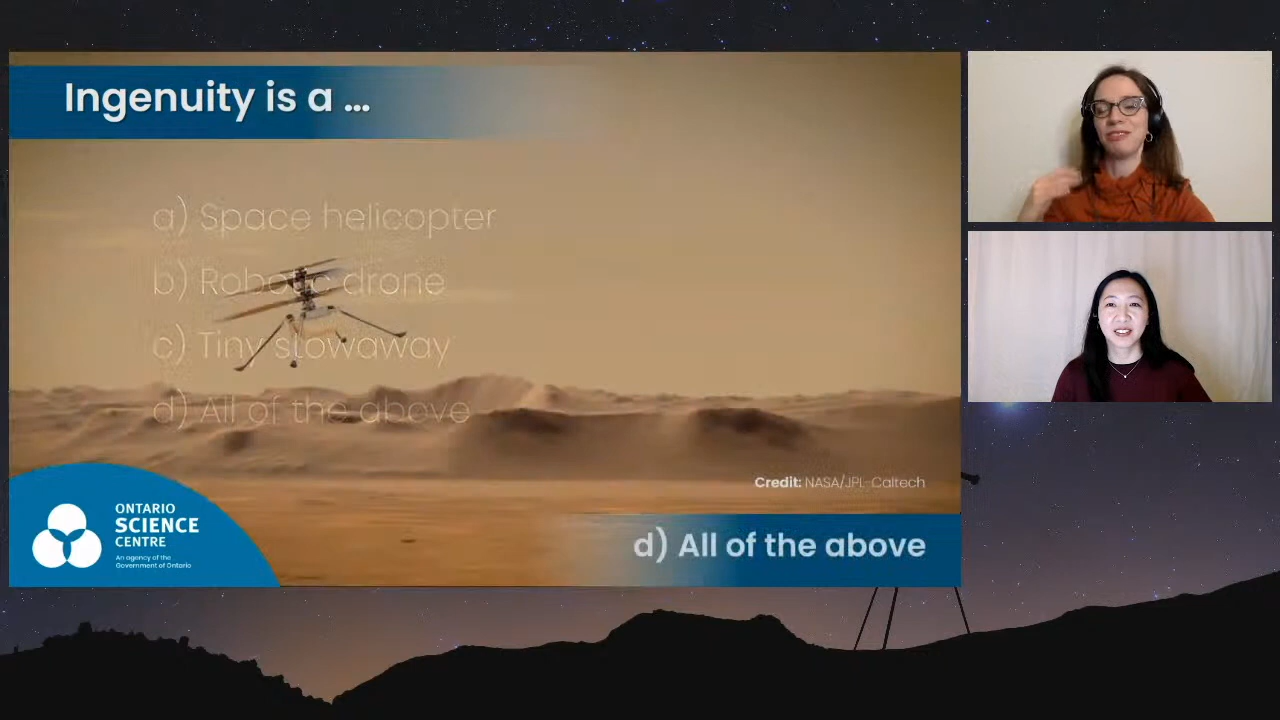 Ingenuity is a ...
a) Space helicopter
b) Robotic drone
c) Tiny stowaway
d) All of the above
Credit: NASA/JPL-Caltech
d) All of the above
ONTARIO
SCIENCE
CENTRE
An agency of the
Government of Ontario